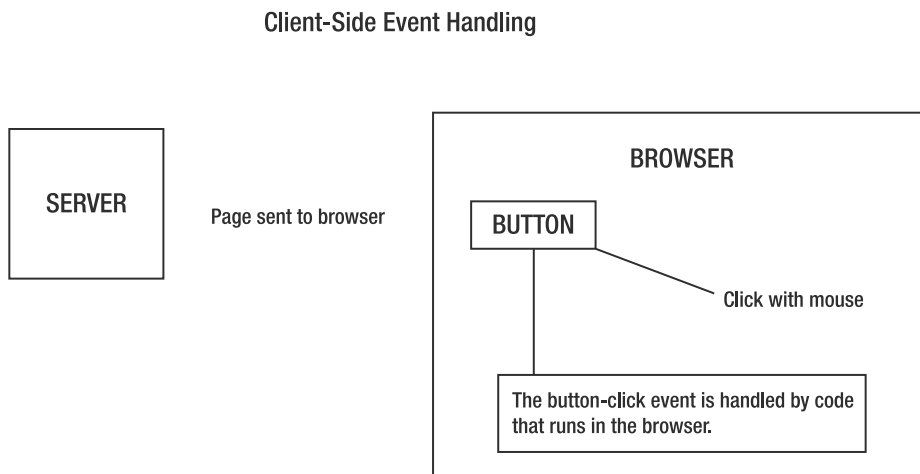 Client-Side Event Handling
SERVER
Page sent to browser
BROWSER
BUTTON
Click with mouse
The button-click event is handled by code
that runs in the browser.